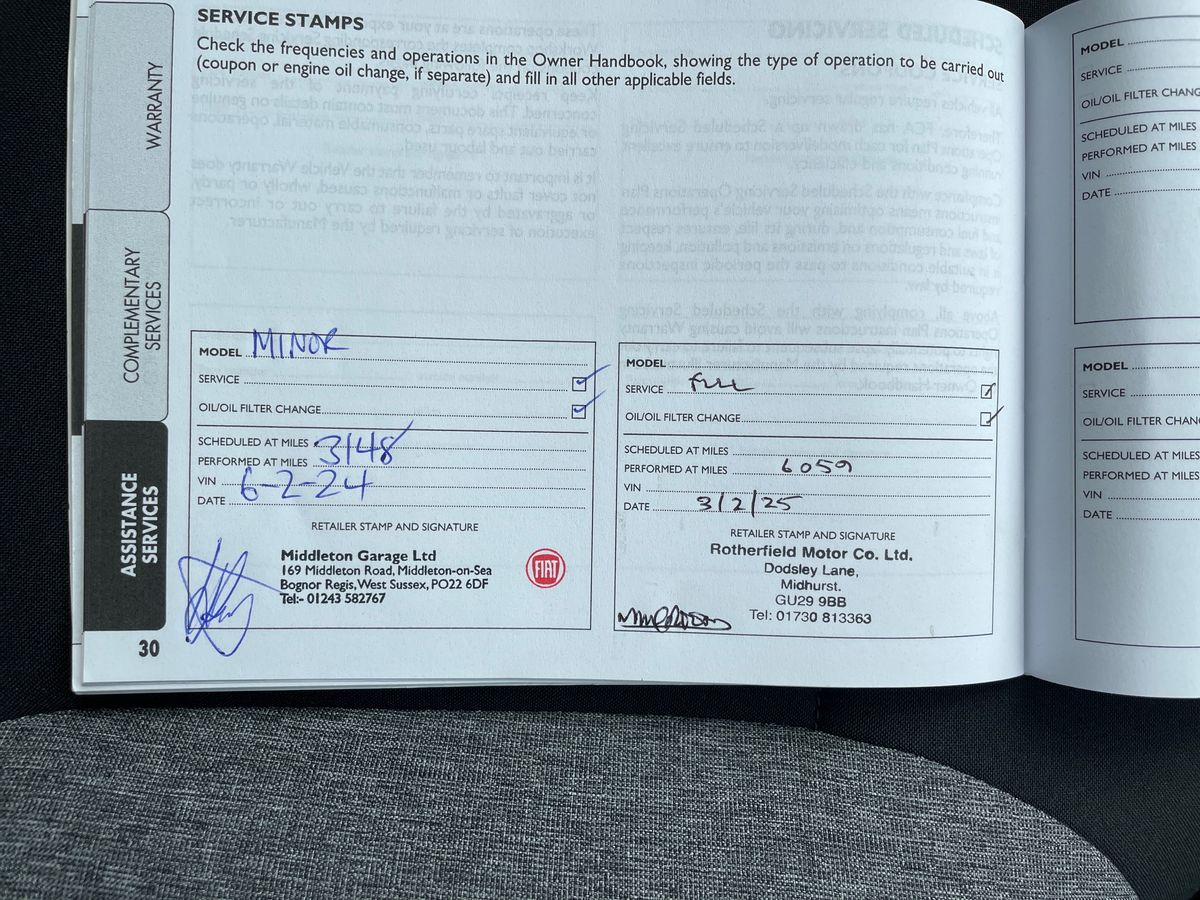 SERVICE STAMPS
Check the frequencies and operations in the Owner Handbook, showing the type of operation to be carried out
(coupon or engine oil change, if separate) and fill in all other applicable fields.
WARRANTY
COMPLEMENTARY
SERVICES
ASSISTANCE
SERVICES
30
MODEL MINOR
SERVICE
OIL/OIL FILTER CHANGE
SCHEDULED AT MILES
PERFORMED AT MILES 3148
VIN
DATE 6-2-24
RETAILER STAMP AND SIGNATURE
Middleton Garage Ltd
169 Middleton Road, Middleton-on-Sea
Bognor Regis, West Sussex, PO22 6DF
Tel:- 01243 582767
FIAT
MODEL
SERVICE FULL
OIL/OIL FILTER CHANGE
SCHEDULED AT MILES
PERFORMED AT MILES 6059
VIN
DATE 3/2/25
RETAILER STAMP AND SIGNATURE
Rotherfield Motor Co. Ltd.
Dodsley Lane,
Midhurst.
GU29 9BB
Tel: 01730 813363
MODEL
SERVICE
OIL/OIL FILTER CHANG
SCHEDULED AT MILES
PERFORMED AT MILES
VIN
DATE
MODEL
SERVICE
OIL/OIL FILTER CHAN
SCHEDULED AT MILES
PERFORMED AT MILES
VIN
DATE